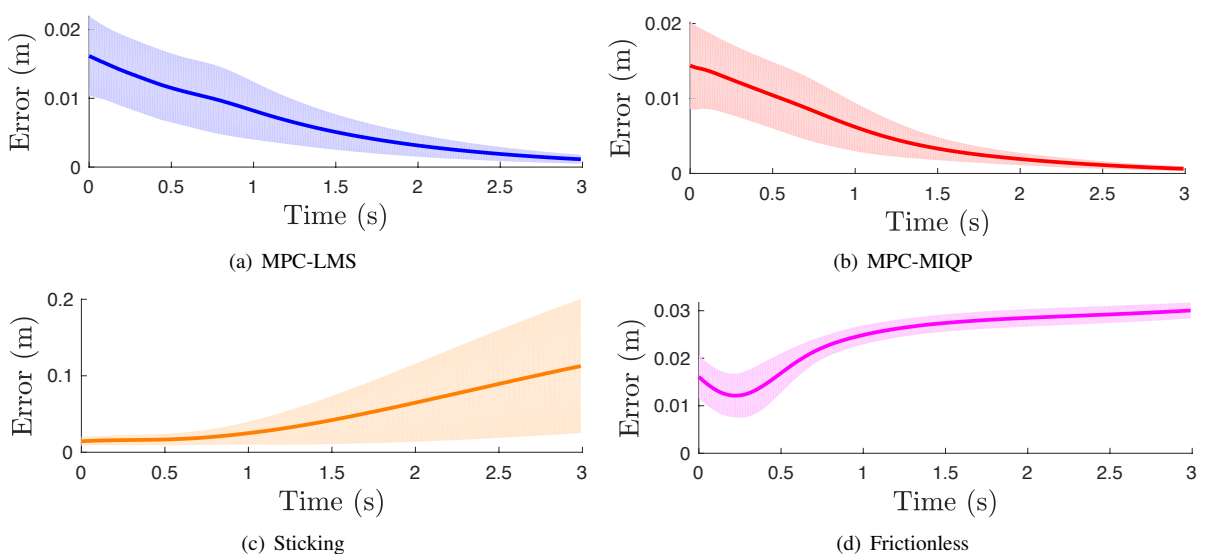 Error (m)
0.02
0.01
0
0 0.5 1 1.5 2 2.5 3
Time (s)
(a) MPC-LMS
Error (m)
0.02
0.01
0
0 0.5 1 1.5 2 2.5 3
Time (s)
(b) MPC-MIQP
Error (m)
0.2
0.1
0
0 0.5 1 1.5 2 2.5 3
Time (s)
(c) Sticking
Error (m)
0.03
0.02
0.01
0
0 0.5 1 1.5 2 2.5 3
Time (s)
(d) Frictionless